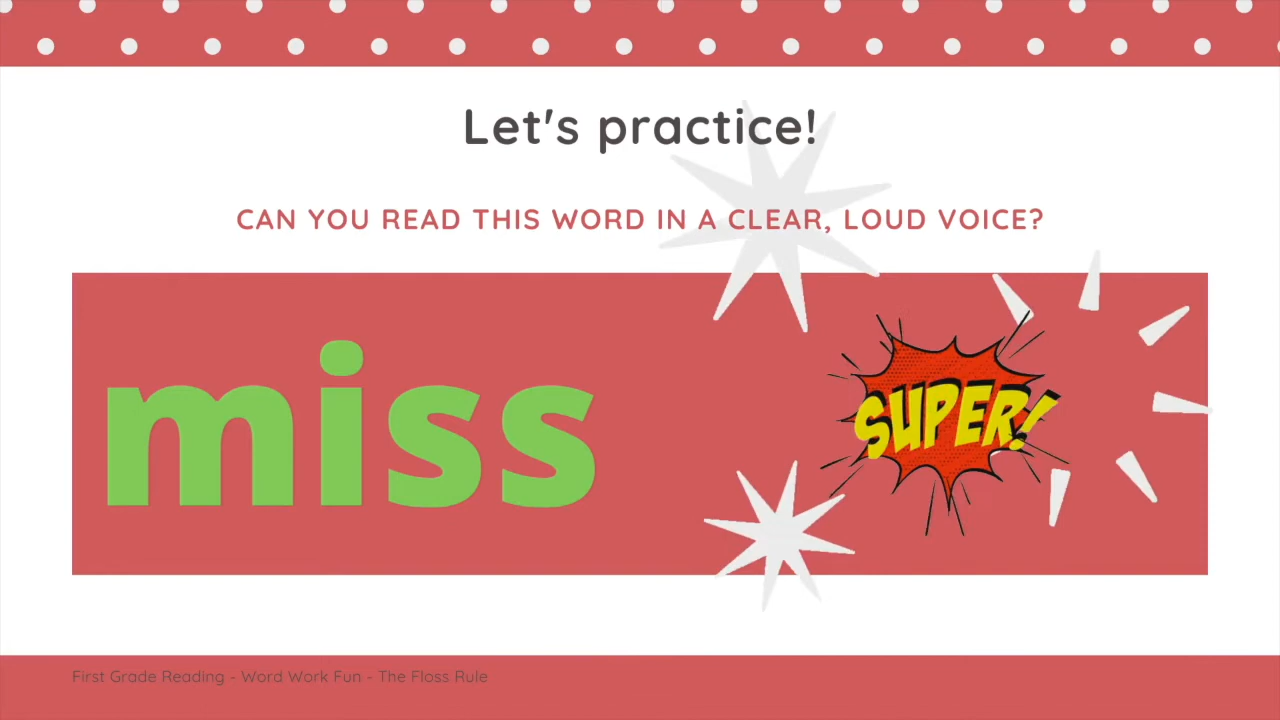 Let's practice!
CAN YOU READ THIS WORD IN A CLEAR, LOUD VOICE?
miss
SUPER!
First Grade Reading - Word Work Fun - The Floss Rule